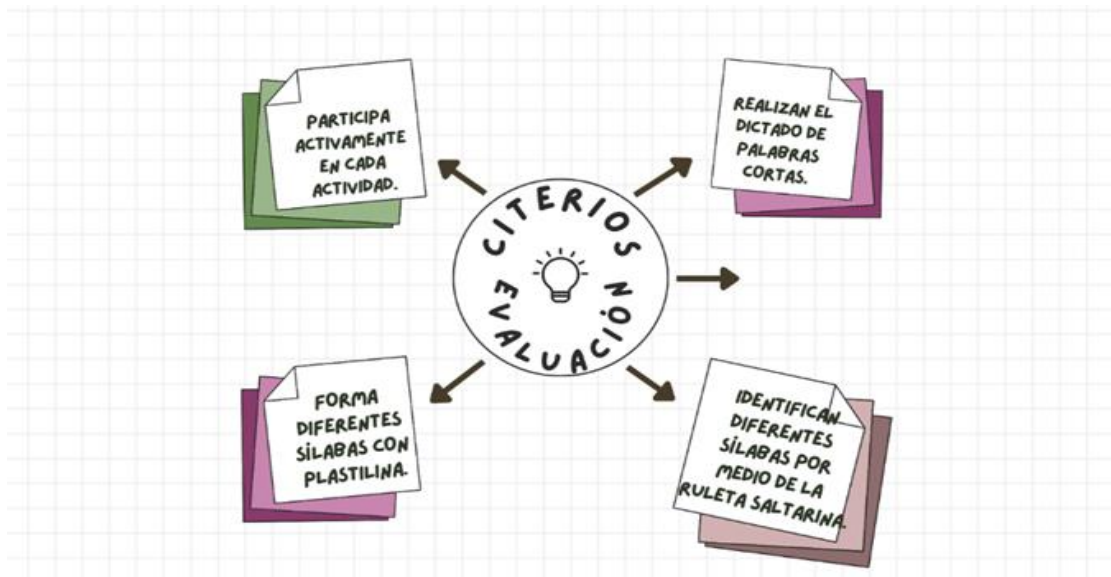 PARTICIPA
ACTIVAMENTE
EN CADA
ACTIVIDAD.
REALIZAN EL
DICTADO DE
PALABRAS
CORTAS.
CITERIOS
EVALUACIÓN
FORMA
DIFERENTES
SÍLABAS CON
PLASTILINA.
IDENTIFICAN
DIFERENTES
SÍLABAS POR
MEDIO DE LA
RULETA SALTARINA.